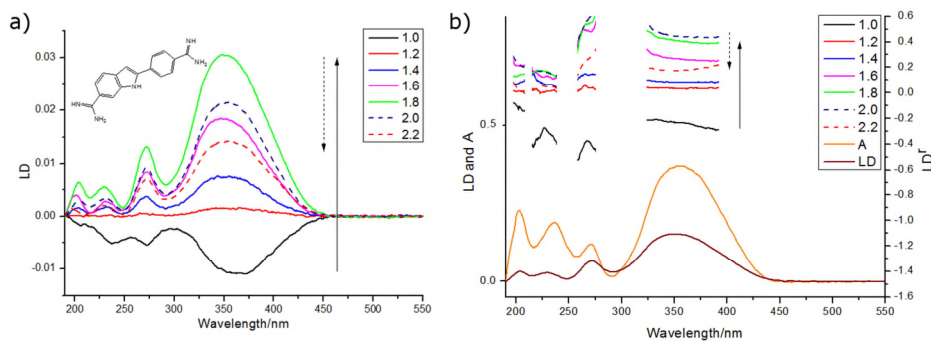 a)
0.03
0.02
0.01
0.00
-0.01
LD
200 250 300 350 400 450 500 550
Wavelength/nm
NH
NH₂
NH
NH
NH₂
1.0
1.2
1.4
1.6
1.8
2.0
2.2
b)
LD and A
0.5
0.0
200 250 300 350 400 450 500 550
Wavelength/nm
1.0
1.2
1.4
1.6
1.8
2.0
2.2
A
LD
0.6
0.4
0.2
0.0
-0.2
-0.4
-0.6
-0.8
-1.0
-1.2
-1.4
-1.6
LDʳ